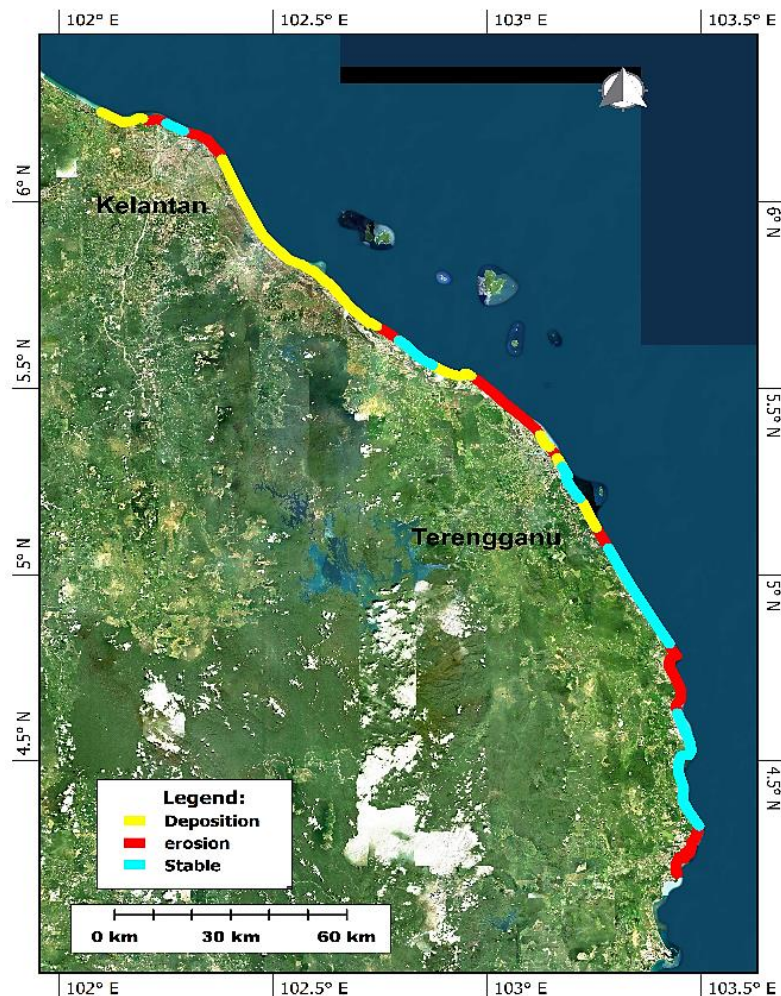 102° E 102.5° E 103° E 103.5° E
6° N 6° N
Kelantan
5.5° N 5.5° N
Terengganu
5° N 5° N
4.5° N 4.5° N
Legend:
Deposition
erosion
Stable
0 km 30 km 60 km
102° E 102.5° E 103° E 103.5° E